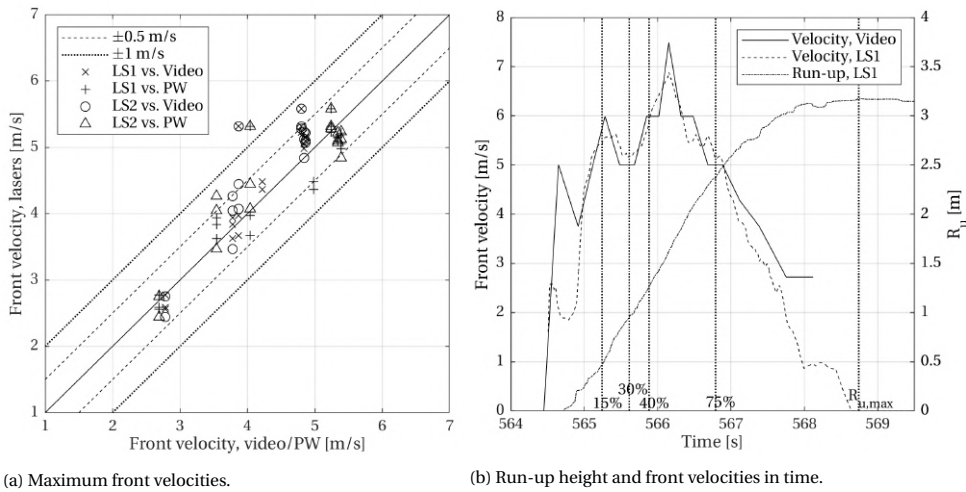 7
6
5
4
3
2
1
Front velocity, lasers [m/s]
±0.5 m/s
±1 m/s
LS1 vs. Video
LS1 vs. PW
LS2 vs. Video
LS2 vs. PW
1 2 3 4 5 6 7
Front velocity, video/PW [m/s]
(a) Maximum front velocities.
8
7
6
5
4
3
2
1
0
Front velocity [m/s]
Velocity, Video
Velocity, LS1
Run-up, LS1
15%
30%
40%
75%
Ru,max
4
3.5
3
2.5
2
1.5
1
0.5
0
Ru [m]
564 565 566 567 568 569
Time [s]
(b) Run-up height and front velocities in time.